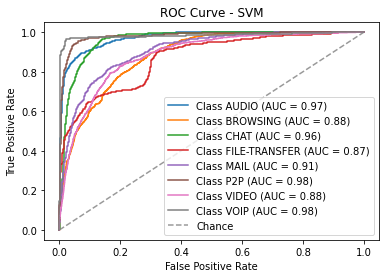 ROC Curve - SVM
True Positive Rate
1.0
0.8
0.6
0.4
0.2
0.0
Class AUDIO (AUC = 0.97)
Class BROWSING (AUC = 0.88)
Class CHAT (AUC = 0.96)
Class FILE-TRANSFER (AUC = 0.87)
Class MAIL (AUC = 0.91)
Class P2P (AUC = 0.98)
Class VIDEO (AUC = 0.88)
Class VOIP (AUC = 0.98)
Chance
0.0 0.2 0.4 0.6 0.8 1.0
False Positive Rate